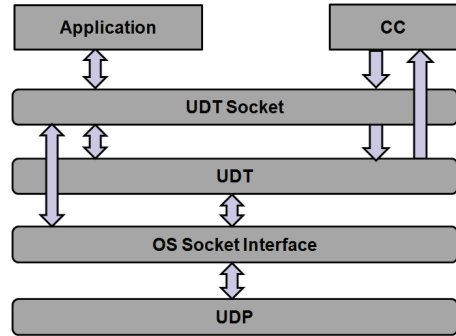 Application
CC
UDT Socket
UDT
OS Socket Interface
UDP